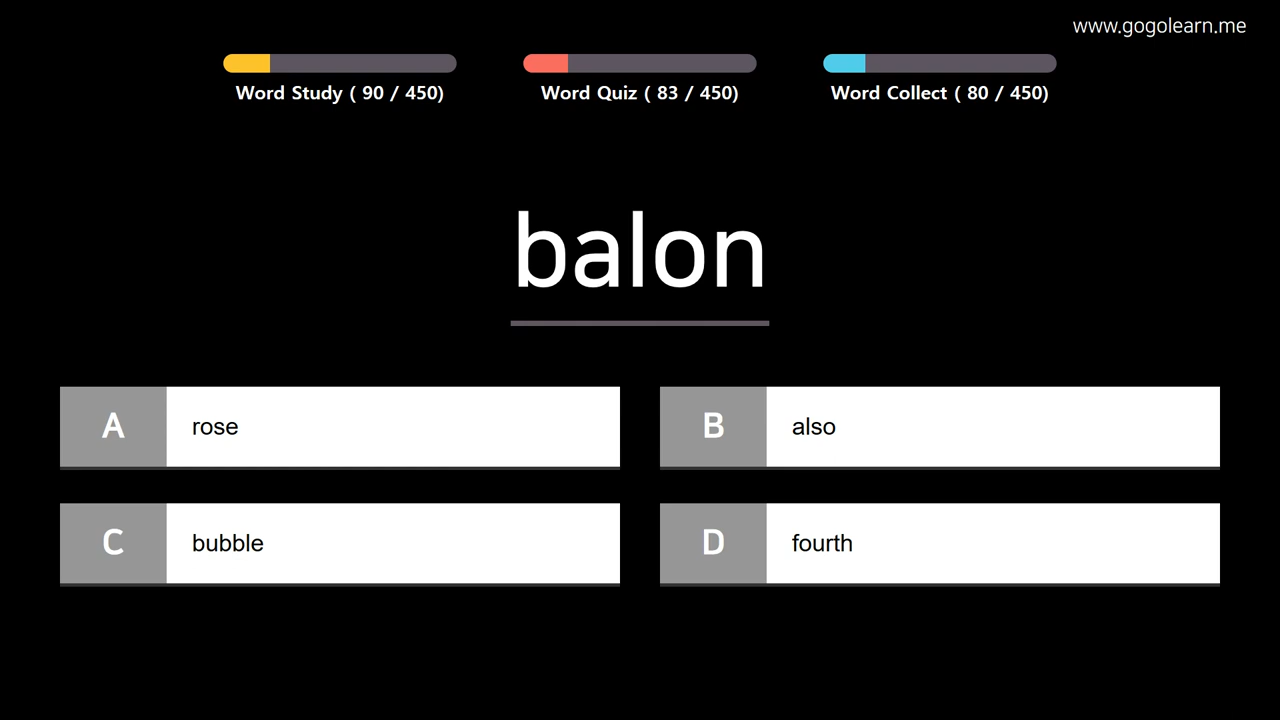 www.gogolearn.me
Word Study ( 90 / 450)
Word Quiz ( 83 / 450)
Word Collect ( 80 / 450)
balon
A rose
B also
C bubble
D fourth